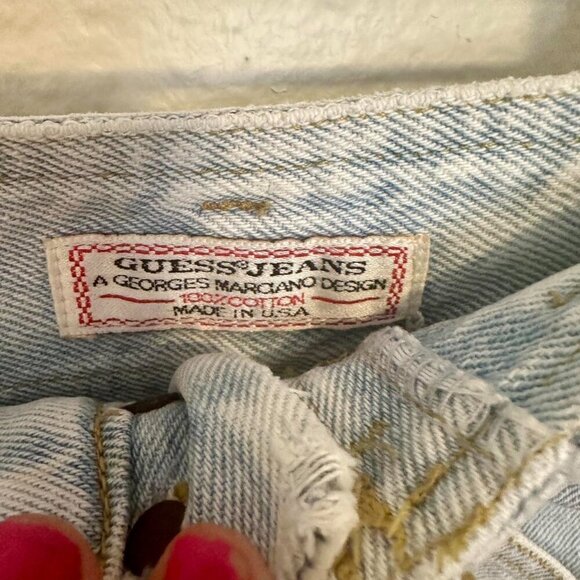 GUESS® JEANS
A GEORGES MARCIANO DESIGN
100% COTTON
MADE IN U.S.A